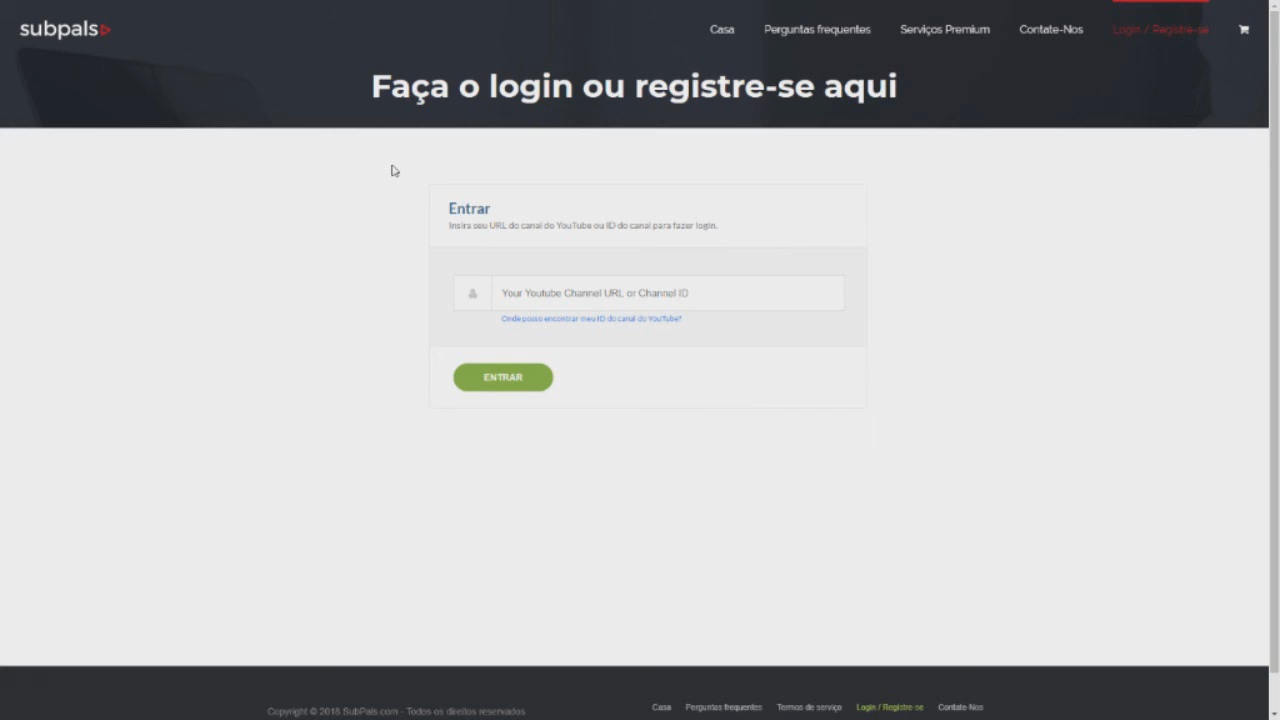 subpals
Casa
Perguntas frequentes
Serviços Premium
Contate-Nos
Login / Registre-se
Faça o login ou registre-se aqui
Entrar
Insira seu URL do canal do YouTube ou ID do canal para fazer login.
Your Youtube Channel URL or Channel ID
Onde posso encontrar meu ID do canal do YouTube?
ENTRAR
Copyright © 2018 SubPals.com - Todos os direitos reservados
Casa
Perguntas frequentes
Termos de serviço
Login / Registre-se
Contate-Nos